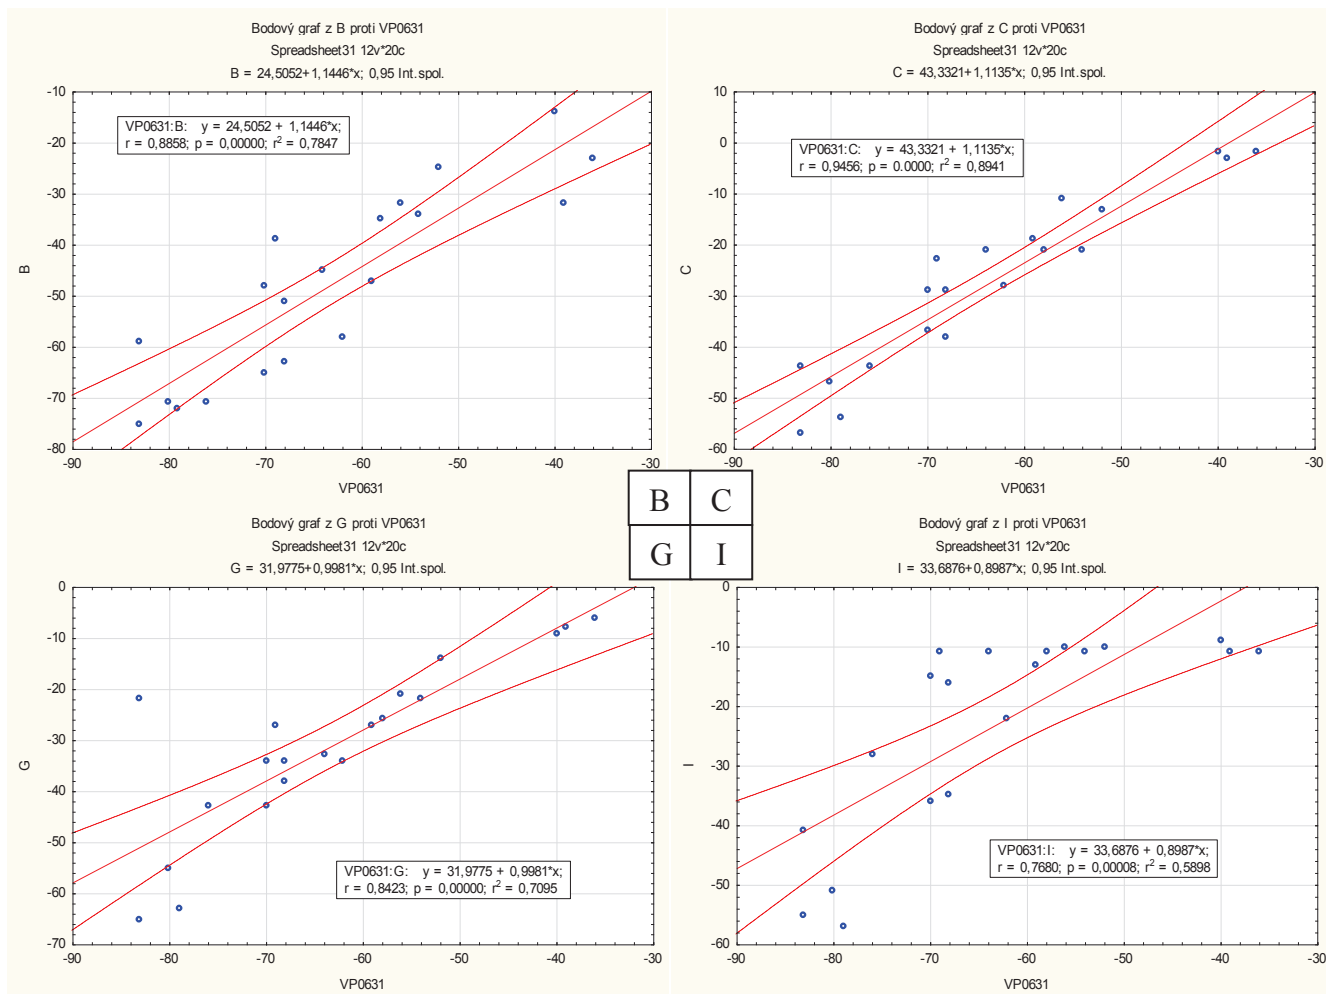 Bodový graf z B proti VP0631
Spreadsheet31 12v*20c
B = 24,5052+1,1446*x; 0,95 Int.spol.
VP0631:B: y = 24,5052 + 1,1446*x;
r = 0,8858; p = 0,00000; r² = 0,7847
-10
-20
-30
-40
-50
-60
-70
-80
B
-90 -80 -70 -60 -50 -40 -30
VP0631
Bodový graf z C proti VP0631
Spreadsheet31 12v*20c
C = 43,3321+1,1135*x; 0,95 Int.spol.
VP0631:C: y = 43,3321 + 1,1135*x;
r = 0,9456; p = 0.0000; r² = 0,8941
10
0
-10
-20
-30
-40
-50
-60
C
-90 -80 -70 -60 -50 -40 -30
VP0631
B C
G I
Bodový graf z G proti VP0631
Spreadsheet31 12v*20c
G = 31,9775+0,9981*x; 0,95 Int.spol.
0
-10
-20
-30
-40
-50
-60
-70
G
VP0631:G: y = 31,9775 + 0,9981*x;
r = 0,8423; p = 0,00000; r² = 0,7095
-90 -80 -70 -60 -50 -40 -30
VP0631
Bodový graf z I proti VP0631
Spreadsheet31 12v*20c
I = 33,6876+0,8987*x; 0,95 Int.spol.
0
-10
-20
-30
-40
-50
-60
I
VP0631:I: y = 33,6876 + 0,8987*x;
r = 0,7680; p = 0,00008; r² = 0,5898
-90 -80 -70 -60 -50 -40 -30
VP0631